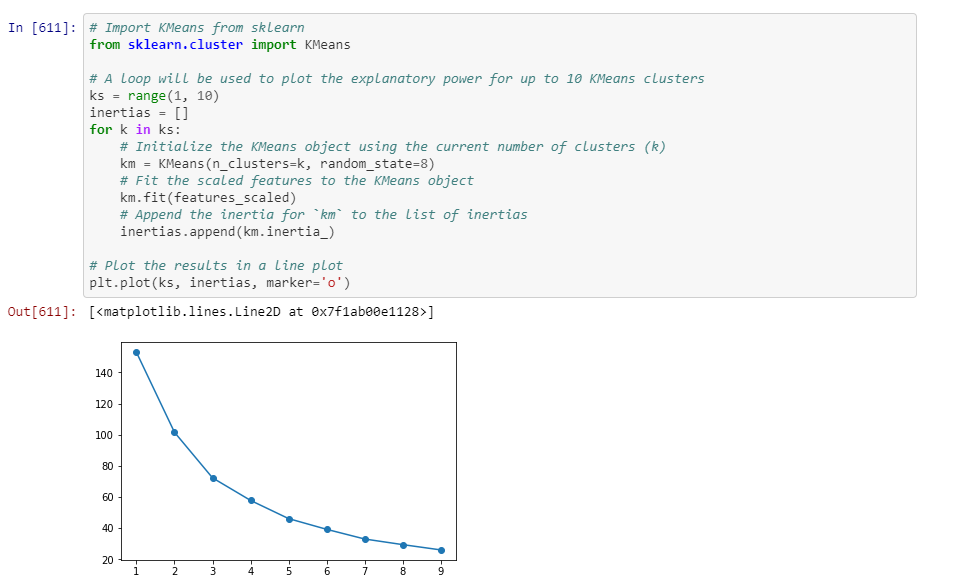 In [611]: # Import KMeans from sklearn
from sklearn.cluster import KMeans
# A loop will be used to plot the explanatory power for up to 10 KMeans clusters
ks = range(1, 10)
inertias = []
for k in ks:
    # Initialize the KMeans object using the current number of clusters (k)
    km = KMeans(n_clusters=k, random_state=8)
    # Fit the scaled features to the KMeans object
    km.fit(features_scaled)
    # Append the inertia for `km` to the list of inertias
    inertias.append(km.inertia_)
# Plot the results in a line plot
plt.plot(ks, inertias, marker='o')
Out[611]: [<matplotlib.lines.Line2D at 0x7f1ab00e1128>]
140
120
100
80
60
40
20
1 2 3 4 5 6 7 8 9